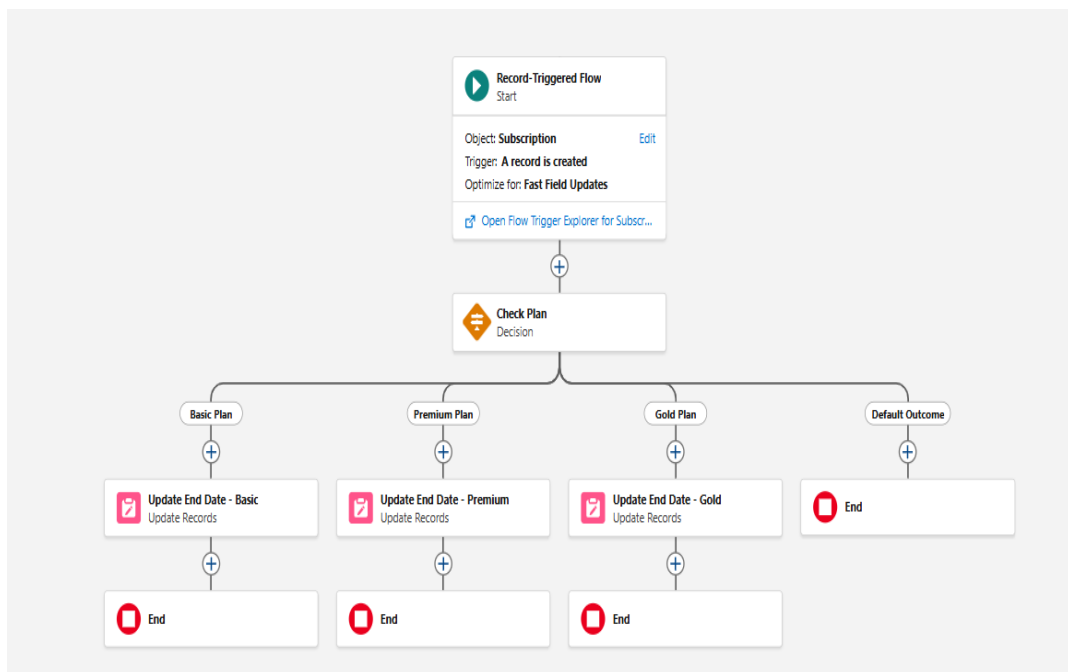 Record-Triggered Flow
Start
Object: Subscription
Edit
Trigger: A record is created
Optimize for: Fast Field Updates
Open Flow Trigger Explorer for Subscr...
Check Plan
Decision
Basic Plan
Premium Plan
Gold Plan
Default Outcome
Update End Date - Basic
Update Records
Update End Date - Premium
Update Records
Update End Date - Gold
Update Records
End
End
End
End